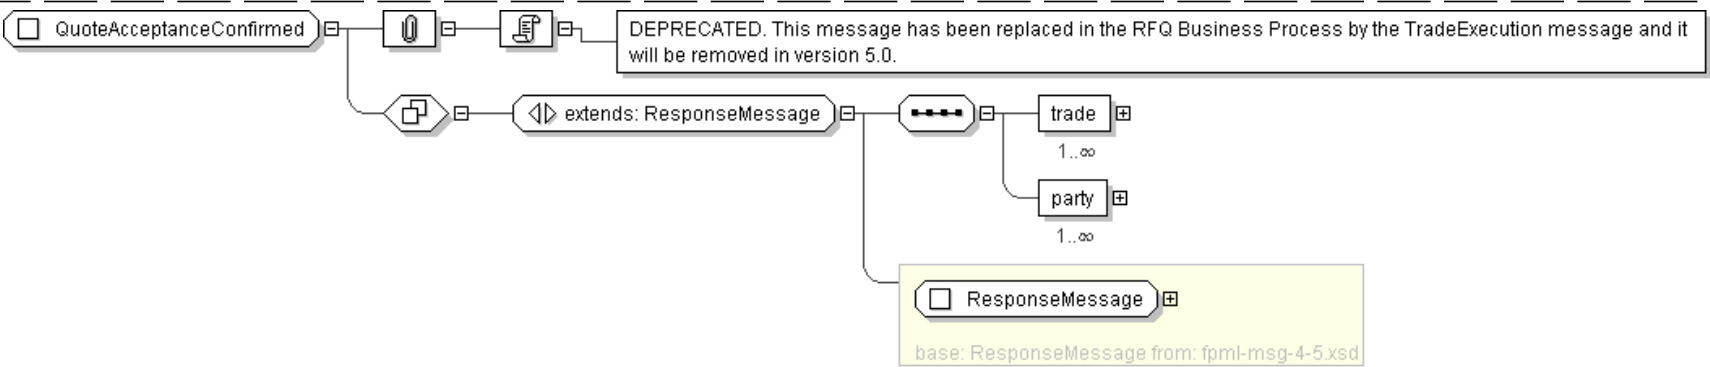 QuoteAcceptanceConfirmed
DEPRECATED. This message has been replaced in the RFQ Business Process by the TradeExecution message and it
will be removed in version 5.0.
extends: ResponseMessage
trade
1..∞
party
1..∞
ResponseMessage
base: ResponseMessage from: fpml-msg-4-5.xsd